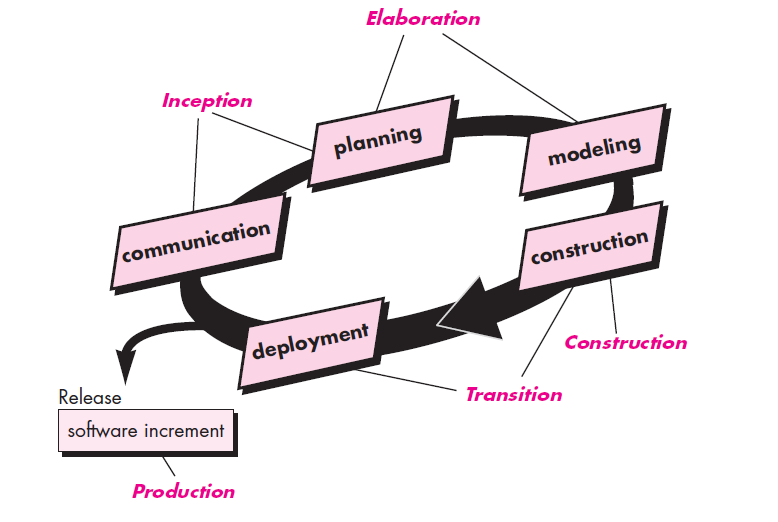 Elaboration
Inception
planning
modeling
communication
construction
deployment
Construction
Release
Transition
software increment
Production